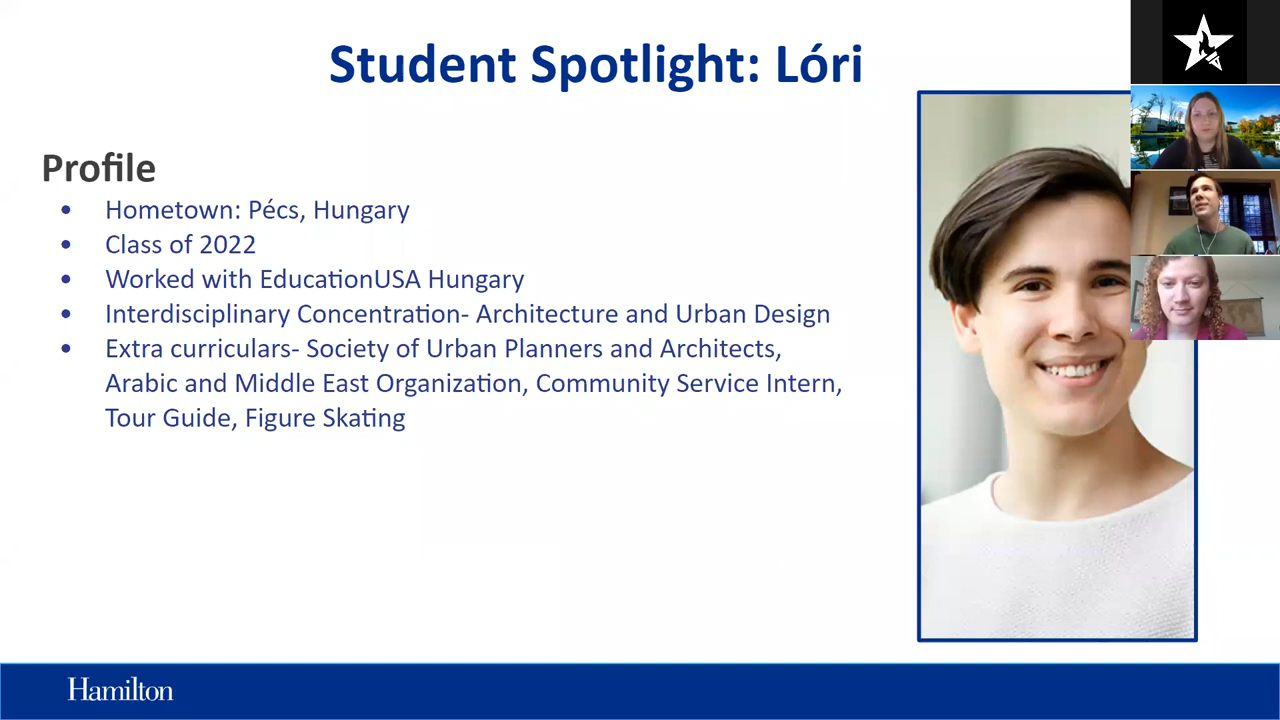 Student Spotlight: Lóri
Profile
• Hometown: Pécs, Hungary
• Class of 2022
• Worked with EducationUSA Hungary
• Interdisciplinary Concentration- Architecture and Urban Design
• Extra curriculars- Society of Urban Planners and Architects,
Arabic and Middle East Organization, Community Service Intern,
Tour Guide, Figure Skating
Hamilton